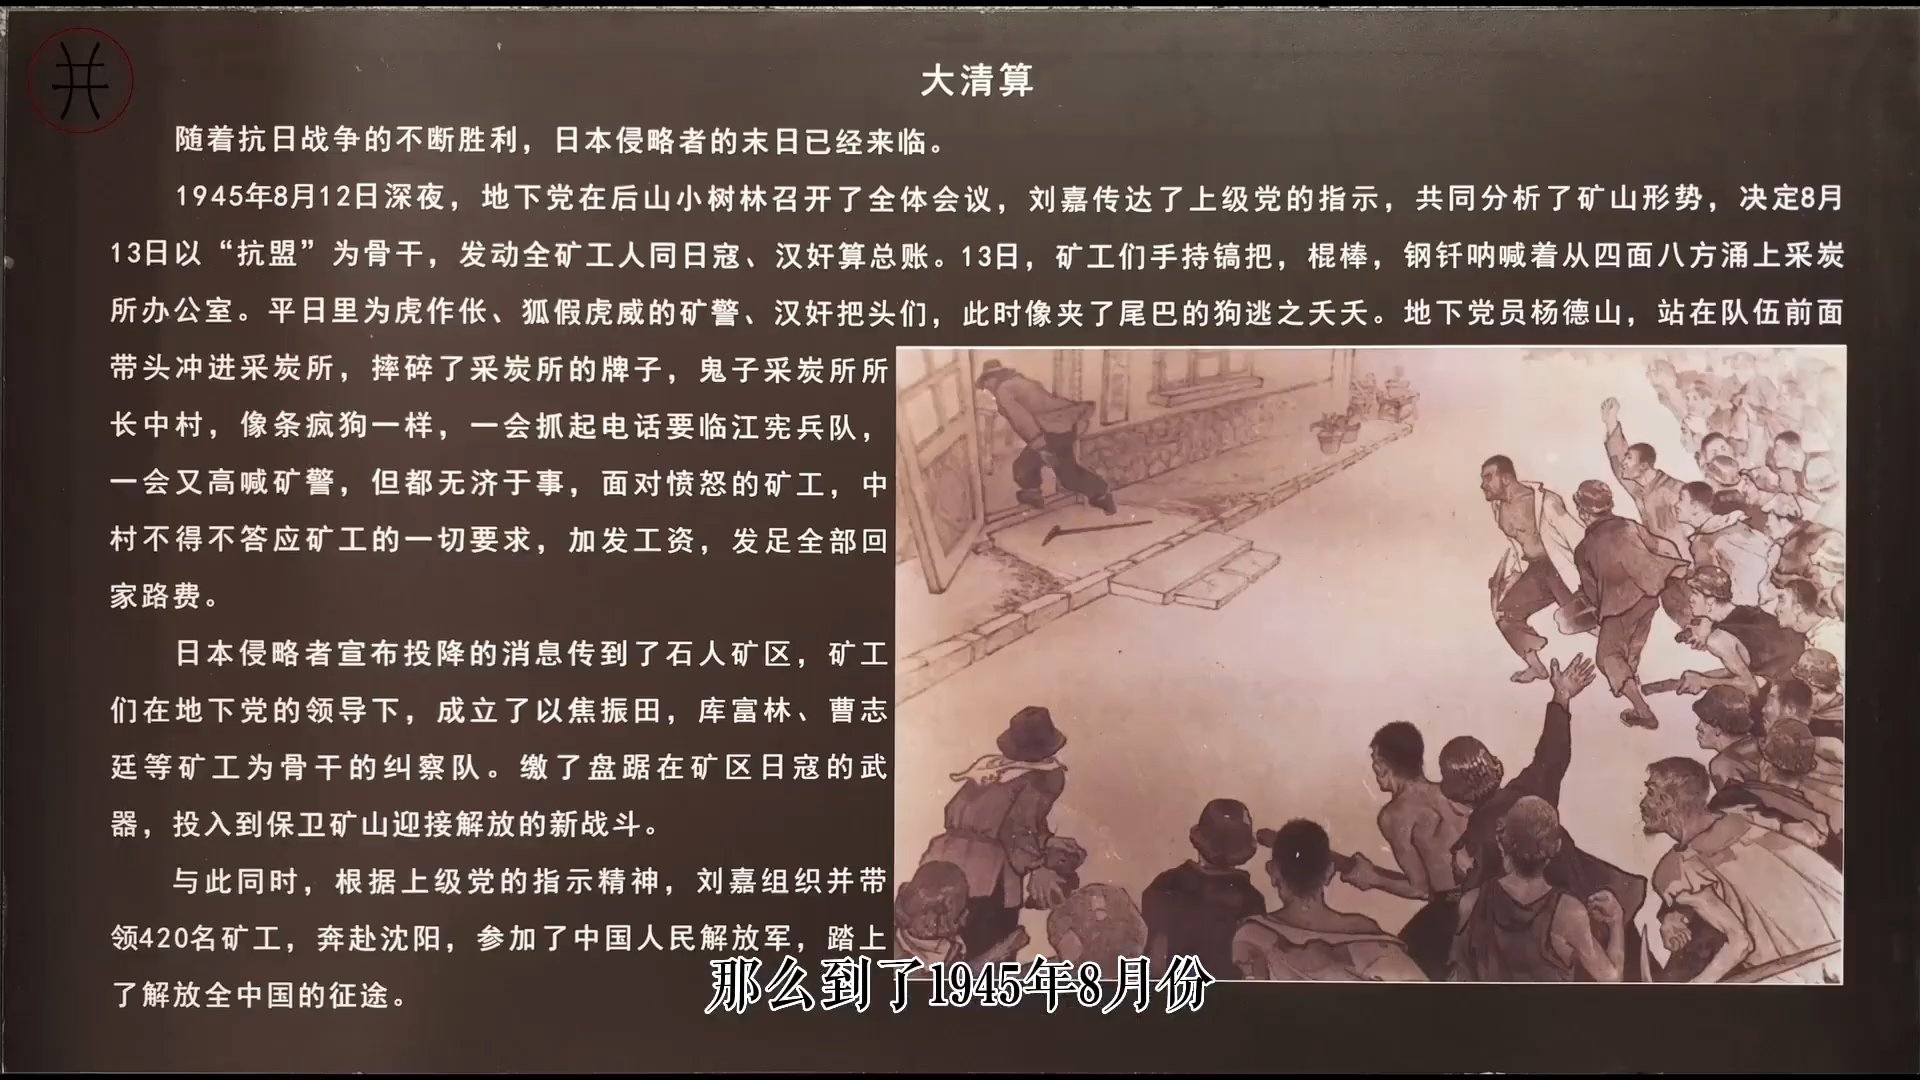 大清算
随着抗日战争的不断胜利，日本侵略者的末日已经来临。
1945年8月12日深夜，地下党在后山小树林召开了全体会议，刘嘉传达了上级党的指示，共同分析了矿山形势，决定8月
13日以“抗盟”为骨干，发动全矿工人同日寇、汉奸算总账。13日，矿工们手持镐把，棍棒，钢钎呐喊着从四面八方涌上采炭
所办公室。平日里为虎作伥、狐假虎威的矿警、汉奸把头们，此时像夹了尾巴的狗逃之夭夭。地下党员杨德山，站在队伍前面
带头冲进采炭所，摔碎了采炭所的牌子，鬼子采炭所所
长中村，像条疯狗一样，一会抓起电话要临江宪兵队，
一会又高喊矿警，但都无济于事，面对愤怒的矿工，中
村不得不答应矿工的一切要求，加发工资，发足全部回
家路费。
日本侵略者宣布投降的消息传到了石人矿区，矿工
们在地下党的领导下，成立了以焦振田，库富林、曹志
廷等矿工为骨干的纠察队。缴了盘踞在矿区日寇的武
器，投入到保卫矿山迎接解放的新战斗。
与此同时，根据上级党的指示精神，刘嘉组织并带
领420名矿工，奔赴沈阳，参加了中国人民解放军，踏上
了解放全中国的征途。
那么到了1945年8月份